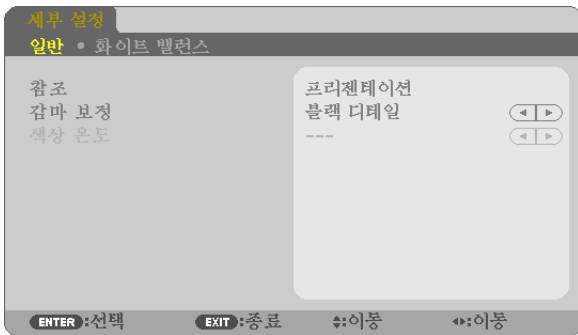 세부 설정
일반 • 화이트 밸런스
참조 프리젠테이션
감마 보정 블랙 디테일
색상 온도 ---
ENTER:선택 EXIT:종료 :이동 :이동